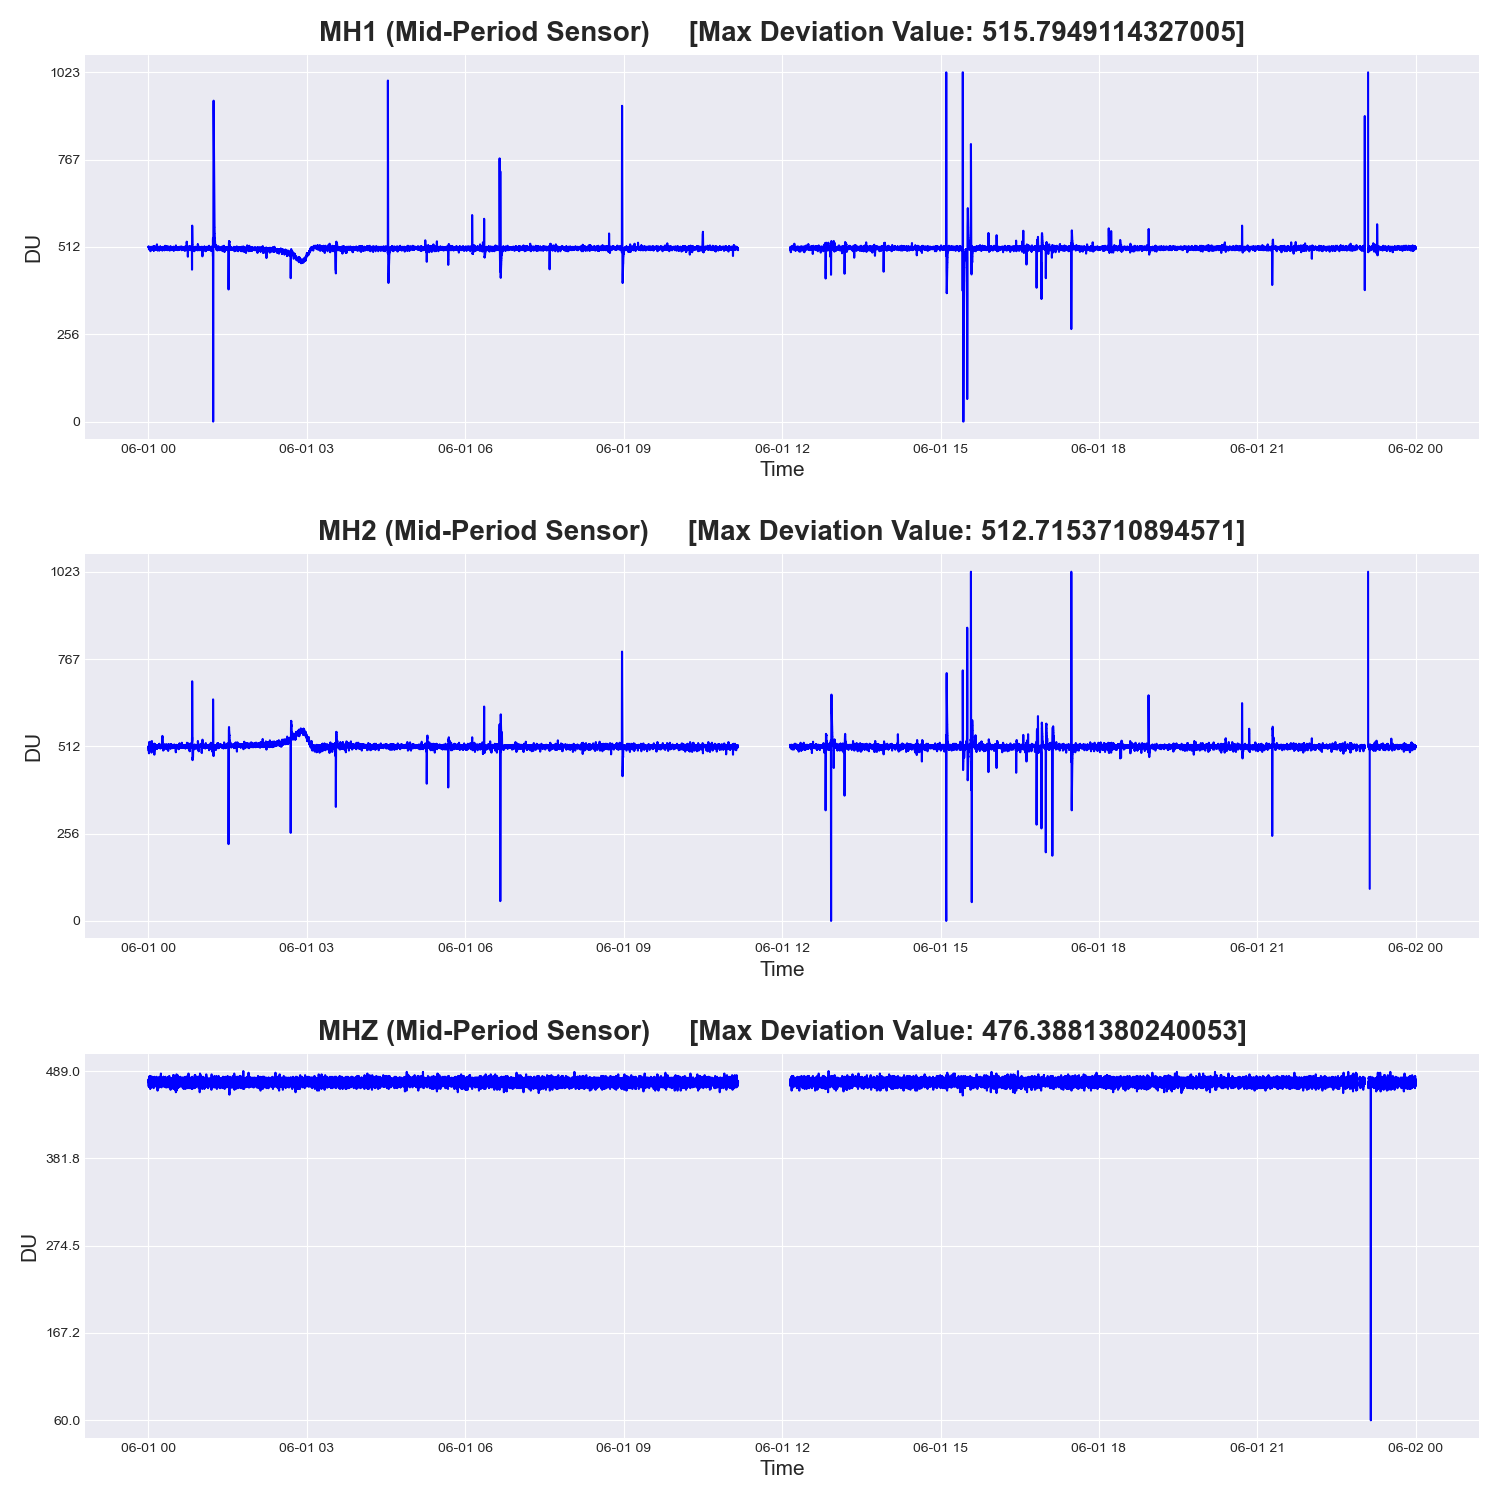 MH1 (Mid-Period Sensor) [Max Deviation Value: 515.7949114327005]
1023
767
512
256
0
DU
06-01 00 06-01 03 06-01 06 06-01 09 06-01 12 06-01 15 06-01 18 06-01 21 06-02 00
Time
MH2 (Mid-Period Sensor) [Max Deviation Value: 512.7153710894571]
1023
767
512
256
0
DU
06-01 00 06-01 03 06-01 06 06-01 09 06-01 12 06-01 15 06-01 18 06-01 21 06-02 00
Time
MHZ (Mid-Period Sensor) [Max Deviation Value: 476.3881380240053]
489.0
381.8
274.5
167.2
60.0
DU
06-01 00 06-01 03 06-01 06 06-01 09 06-01 12 06-01 15 06-01 18 06-01 21 06-02 00
Time